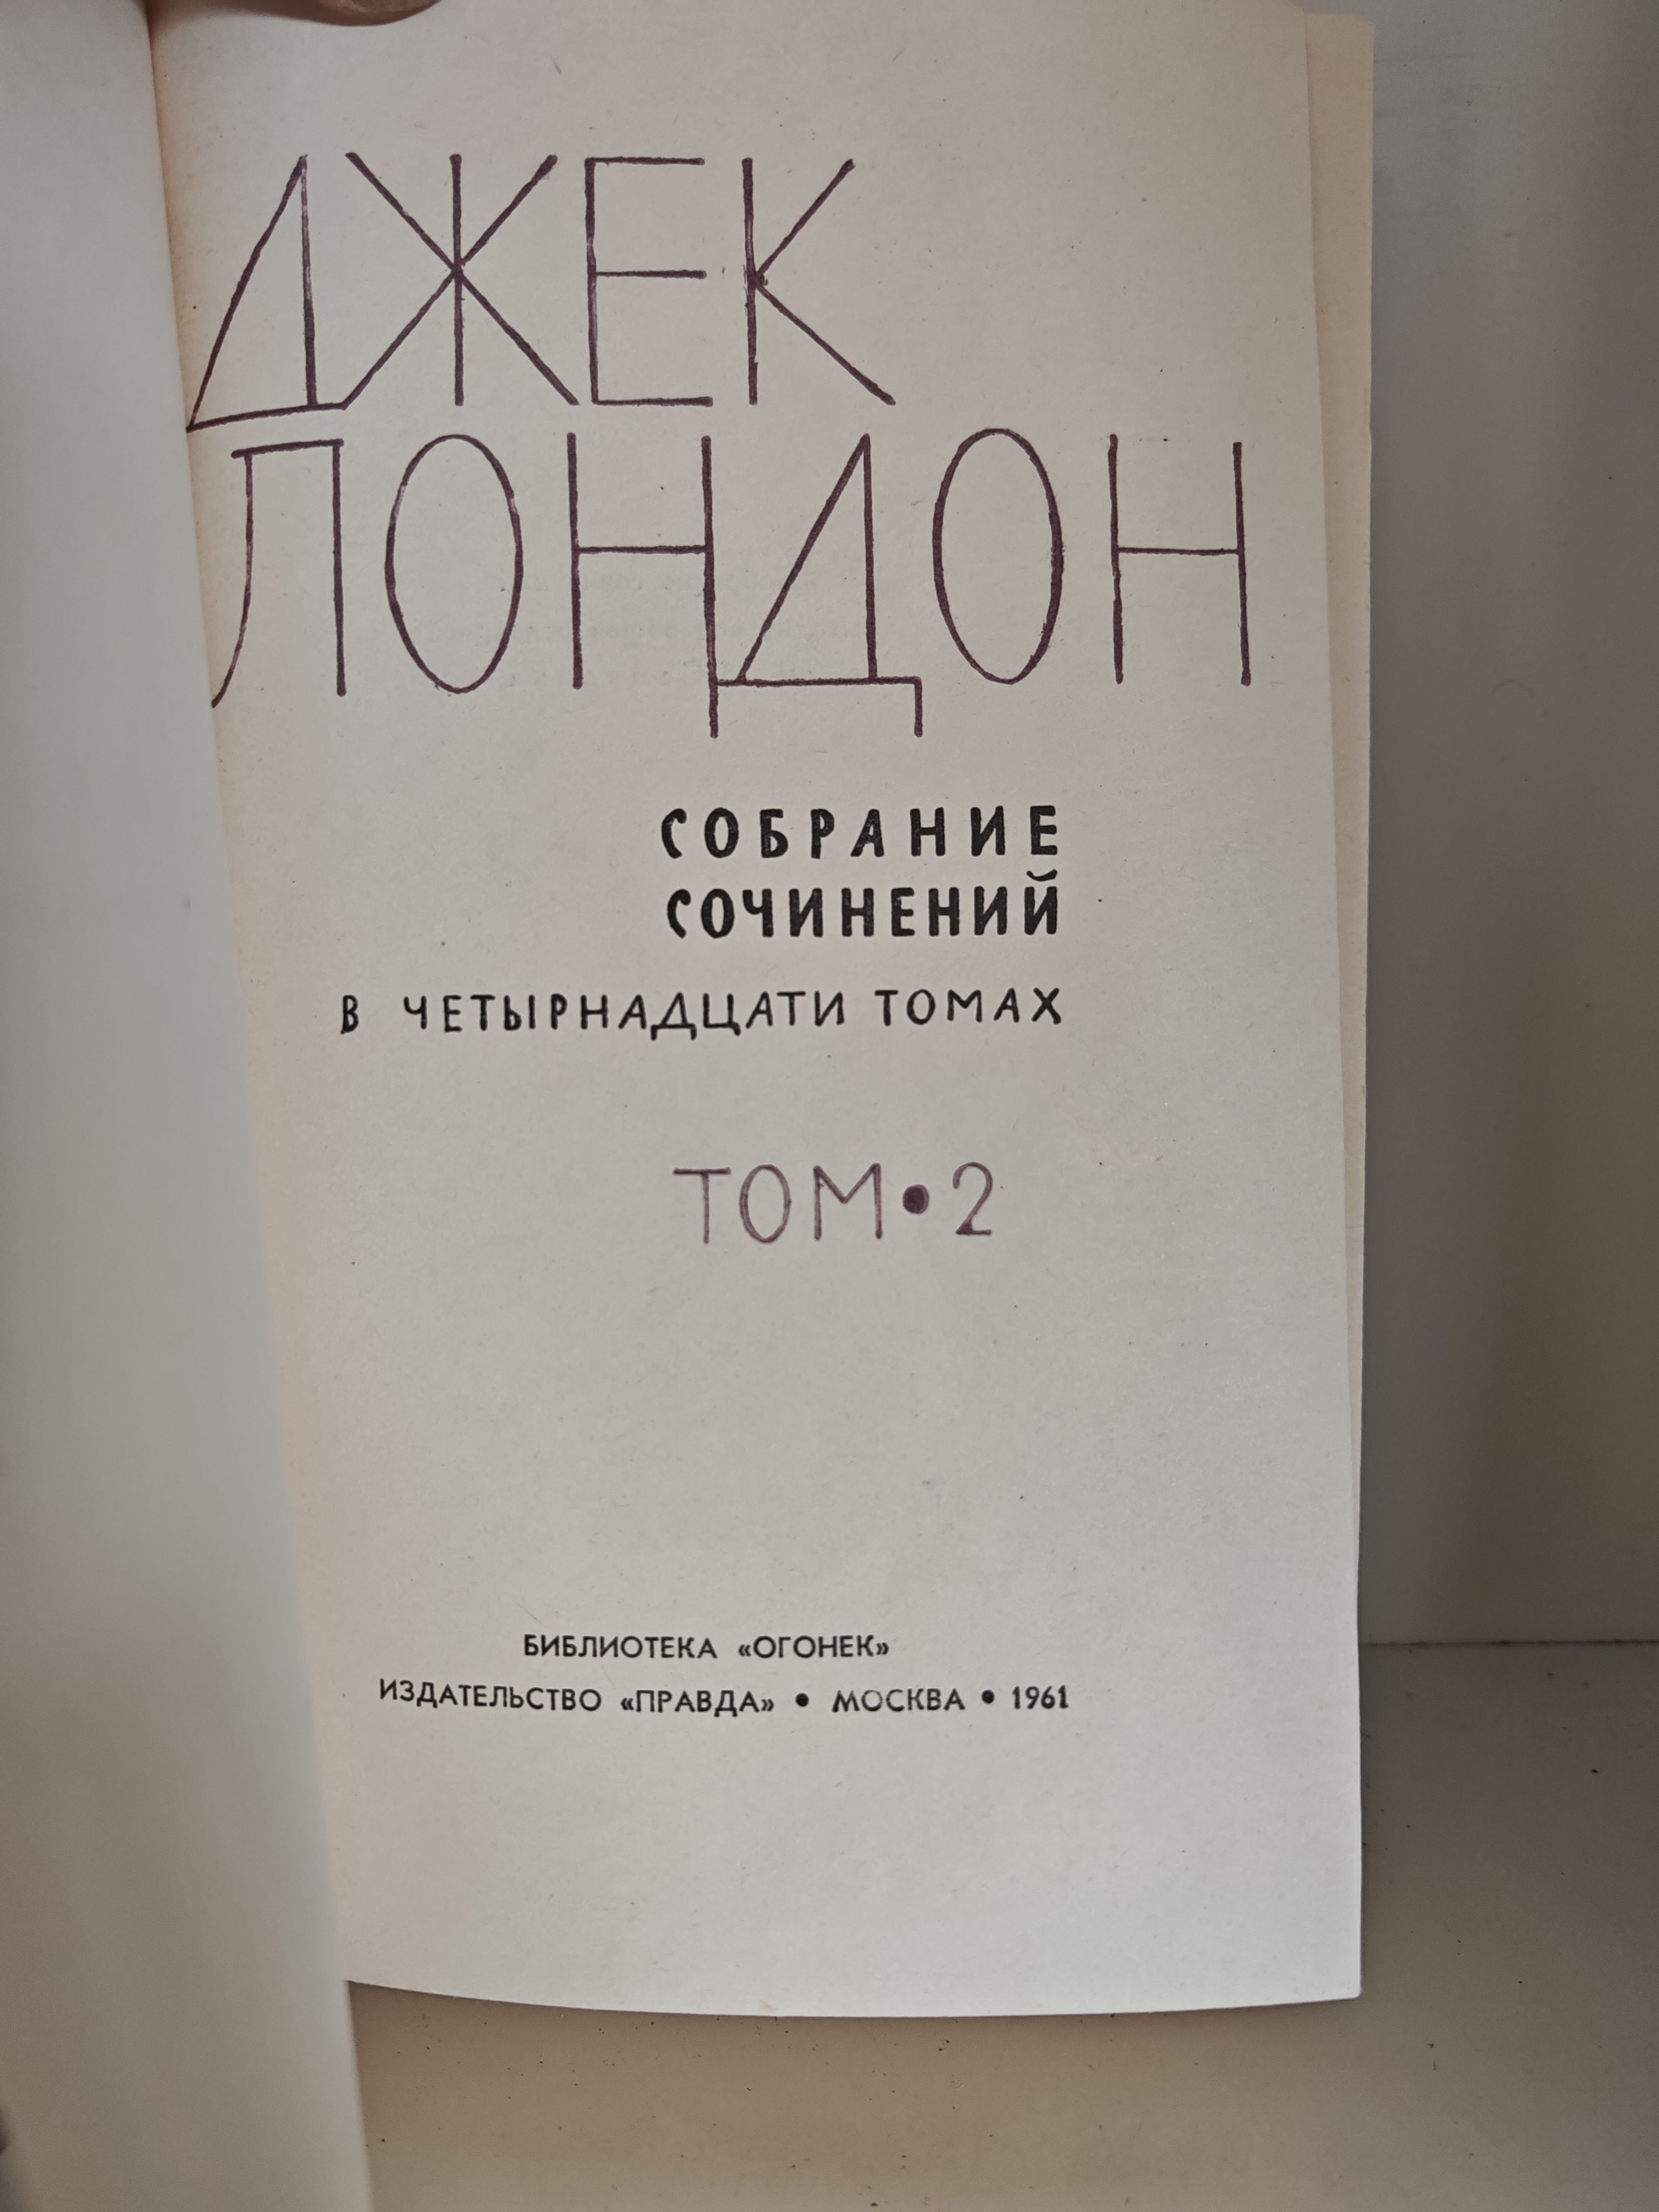 ДЖЕК
ЛОНДОН
СОБРАНИЕ
СОЧИНЕНИЙ
В ЧЕТЫРНАДЦАТИ ТОМАХ
ТОМ•2
БИБЛИОТЕКА «ОГОНЕК»
ИЗДАТЕЛЬСТВО «ПРАВДА» • МОСКВА • 1961